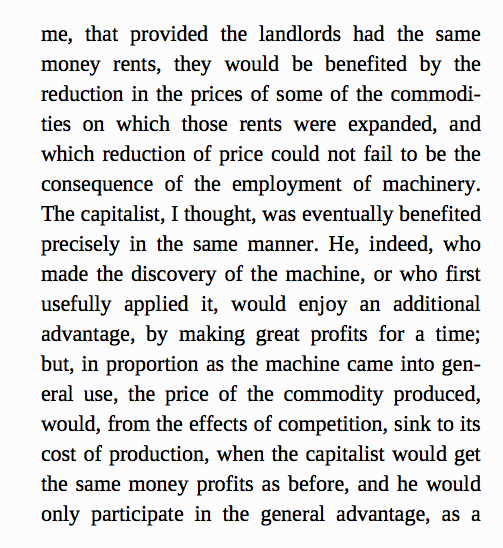 me, that provided the landlords had the same
money rents, they would be benefited by the
reduction in the prices of some of the commodi-
ties on which those rents were expanded, and
which reduction of price could not fail to be the
consequence of the employment of machinery.
The capitalist, I thought, was eventually benefited
precisely in the same manner. He, indeed, who
made the discovery of the machine, or who first
usefully applied it, would enjoy an additional
advantage, by making great profits for a time;
but, in proportion as the machine came into gen-
eral use, the price of the commodity produced,
would, from the effects of competition, sink to its
cost of production, when the capitalist would get
the same money profits as before, and he would
only participate in the general advantage, as a